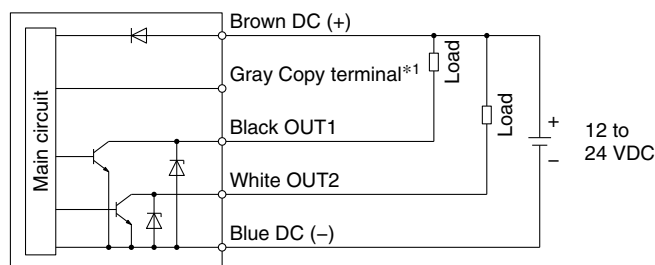 Brown DC (+)
Gray Copy terminal*1
Black OUT1
White OUT2
Blue DC (−)
Main circuit
Load
Load
+
−
12 to
24 VDC